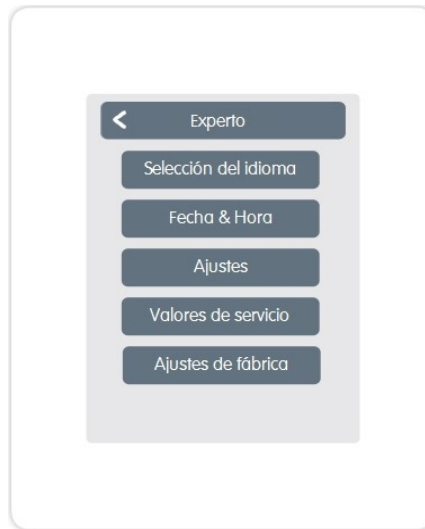 Experto
Selección del idioma
Fecha & Hora
Ajustes
Valores de servicio
Ajustes de fábrica